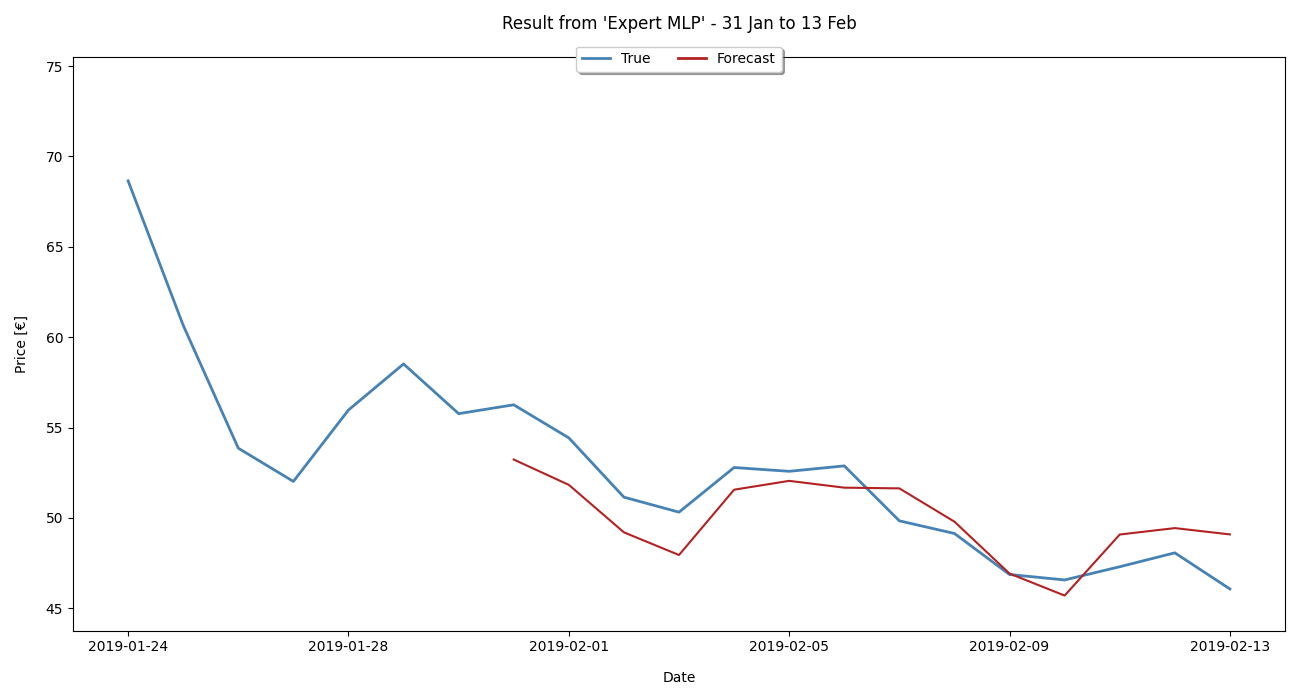 Result from 'Expert MLP' - 31 Jan to 13 Feb
True Forecast
75
70
65
60
55
50
45
Price [€]
2019-01-24 2019-01-28 2019-02-01 2019-02-05 2019-02-09 2019-02-13
Date